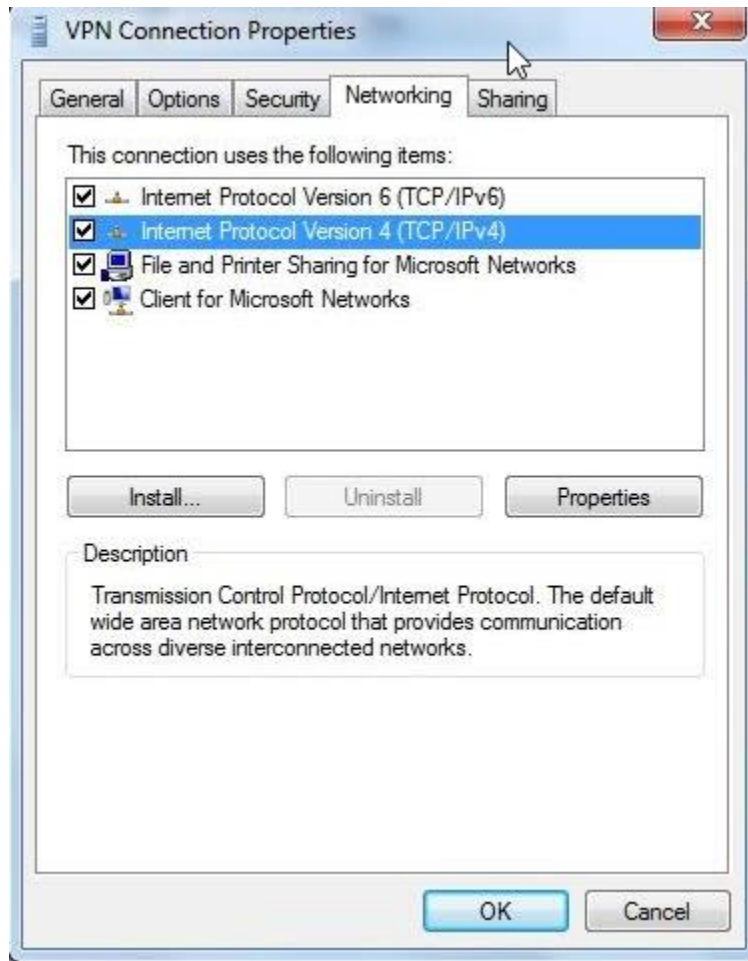 VPN Connection Properties
General Options Security Networking Sharing
This connection uses the following items:
Internet Protocol Version 6 (TCP/IPv6)
Internet Protocol Version 4 (TCP/IPv4)
File and Printer Sharing for Microsoft Networks
Client for Microsoft Networks
Install... Uninstall Properties
Description
Transmission Control Protocol/Internet Protocol. The default
wide area network protocol that provides communication
across diverse interconnected networks.
OK Cancel